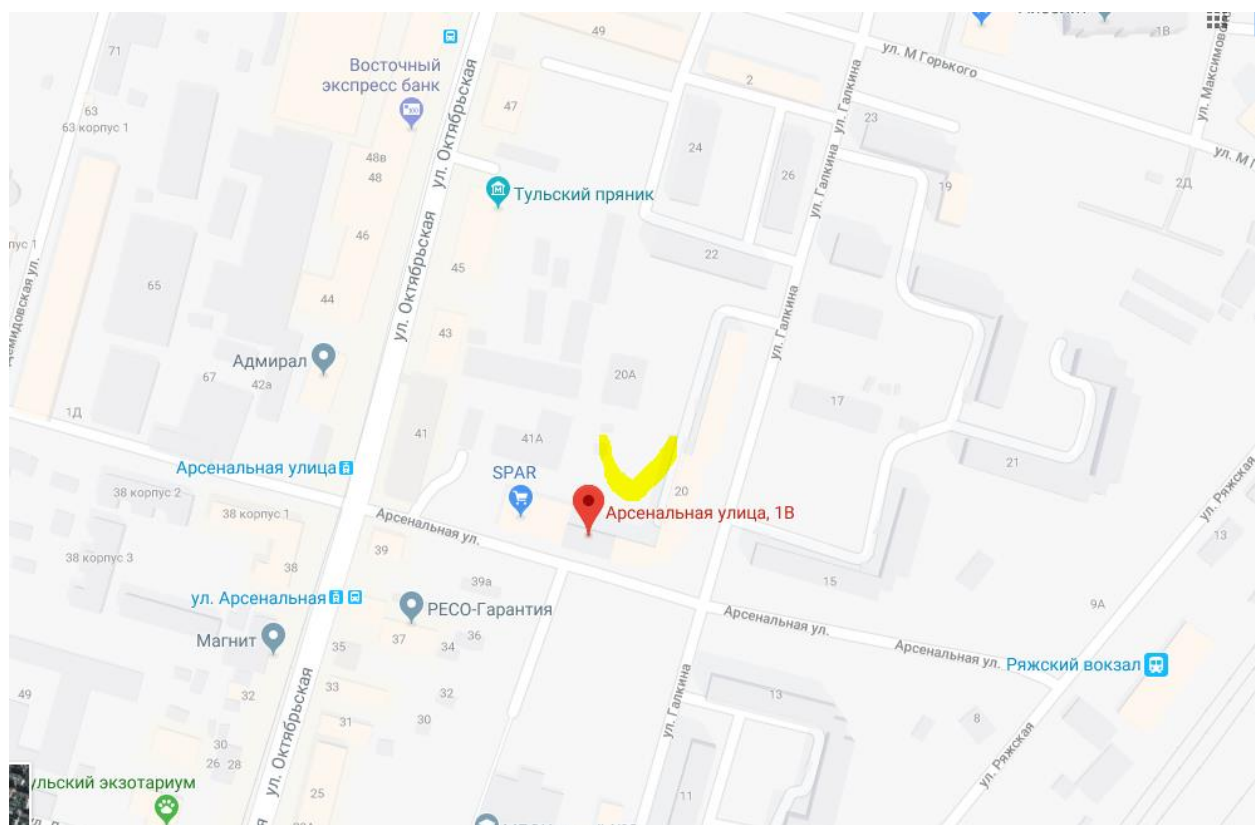 49
1В
71
Восточный
экспресс банк
ул. М Горького
ул. Галкина
2
47
63
63 корпус 1
ул. Октябрьская
23
ул. М Г
24
48в
48
26
19
2Д
Тульский пряник
ул. Галкина
46
22
45
65
44
ул. Октябрьская
ул. Галкина
43
Адмирал
67
42а
20А
17
1Д
41
41А
21
Арсенальная улица
SPAR
38 корпус 2
20
ул. Ряжская
38 корпус 1
Арсенальная ул.
Арсенальная улица, 1В
13
38 корпус 3
39
38
39а
15
ул. Арсенальная
РЕСО-Гарантия
9А
Арсенальная ул.
Магнит
37
36
34
35
Арсенальная ул.
Ряжский вокзал
49
32
33
32
13
ул. Октябрьская
31
30
ул. Галкина
8
30
26
28
ул. Ряжская
25
11